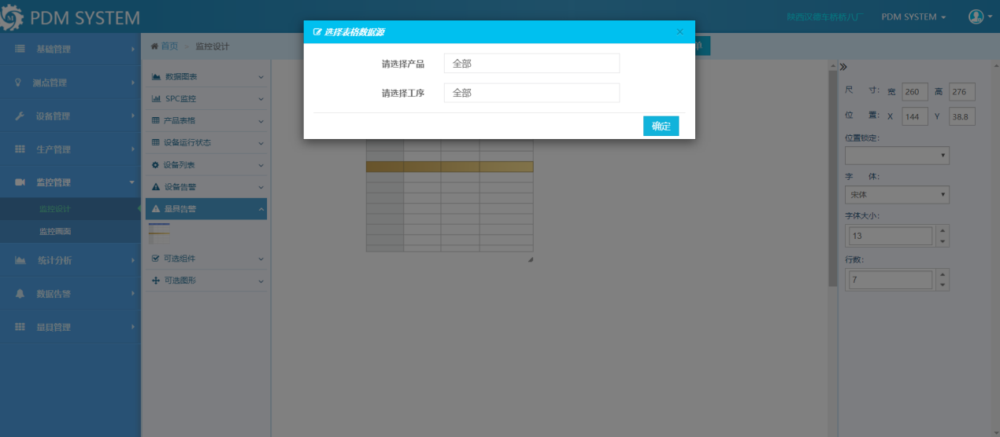 PDM SYSTEM
陕西汉德车桥桥八厂
PDM SYSTEM
选择表格数据源
×
请选择产品
全部
请选择工序
全部
确定
基础管理
测点管理
设备管理
生产管理
监控管理
监控设计
监控画面
统计分析
数据告警
量具管理
首页 > 监控设计
数据图表
SPC监控
产品表格
设备运行状态
设备列表
设备告警
量具告警
可选组件
可选图形
尺 寸: 宽 260 高 276
位 置: X 144 Y 38.8
位置锁定:
字 体:
宋体
字体大小:
13
行数:
7